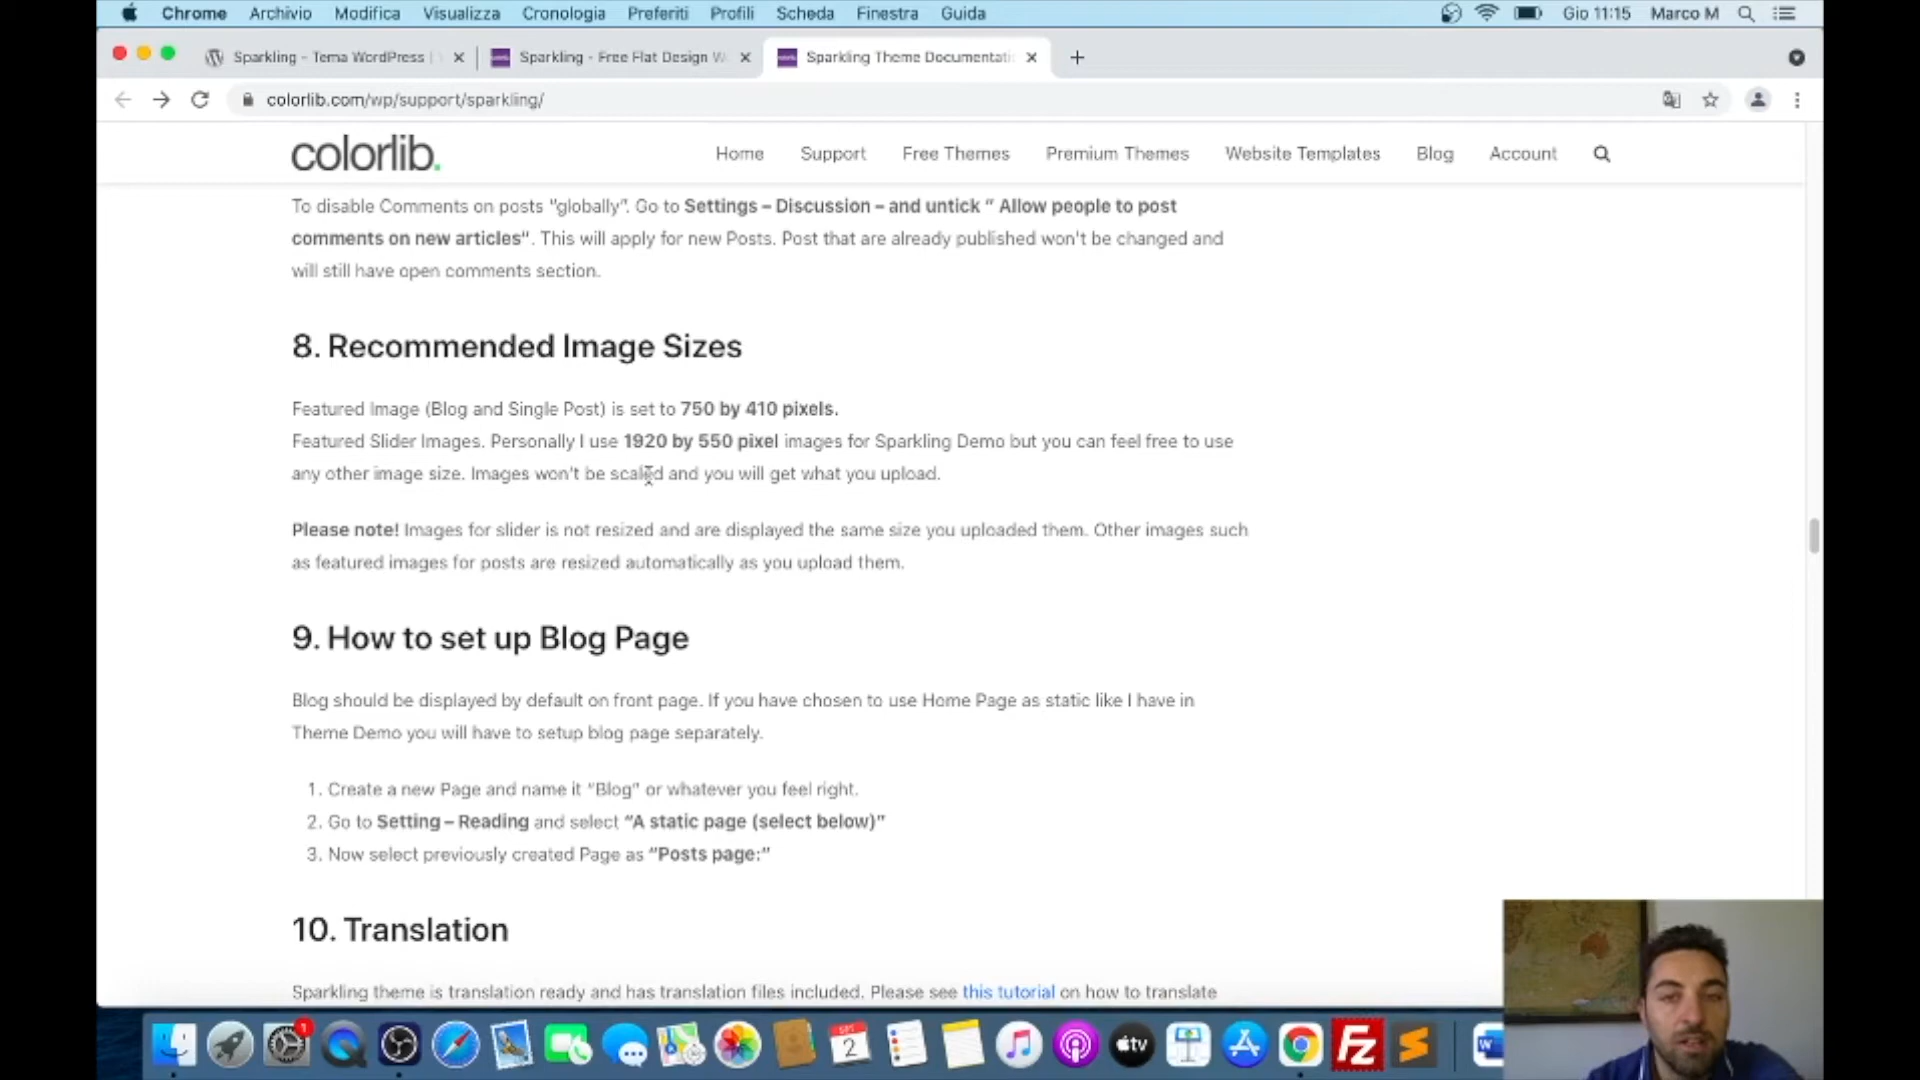 Chrome Archivio Modifica Visualizza Cronologia Preferiti Profili Scheda Finestra Guida Gio 11:15 Marco M
Sparkling - Tema WordPress | Sparkling - Free Flat Design W Sparkling Theme Documentati
colorlib.com/wp/support/sparkling/
colorlib. Home Support Free Themes Premium Themes Website Templates Blog Account
To disable Comments on posts "globally". Go to Settings – Discussion – and untick " Allow people to post
comments on new articles". This will apply for new Posts. Post that are already published won't be changed and
will still have open comments section.
8. Recommended Image Sizes
Featured Image (Blog and Single Post) is set to 750 by 410 pixels.
Featured Slider Images. Personally I use 1920 by 550 pixel images for Sparkling Demo but you can feel free to use
any other image size. Images won't be scaled and you will get what you upload.
Please note! Images for slider is not resized and are displayed the same size you uploaded them. Other images such
as featured images for posts are resized automatically as you upload them.
9. How to set up Blog Page
Blog should be displayed by default on front page. If you have chosen to use Home Page as static like I have in
Theme Demo you will have to setup blog page separately.
1. Create a new Page and name it "Blog" or whatever you feel right.
2. Go to Setting – Reading and select "A static page (select below)"
3. Now select previously created Page as "Posts page:"
10. Translation
Sparkling theme is translation ready and has translation files included. Please see this tutorial on how to translate
1 2 tv FZ W